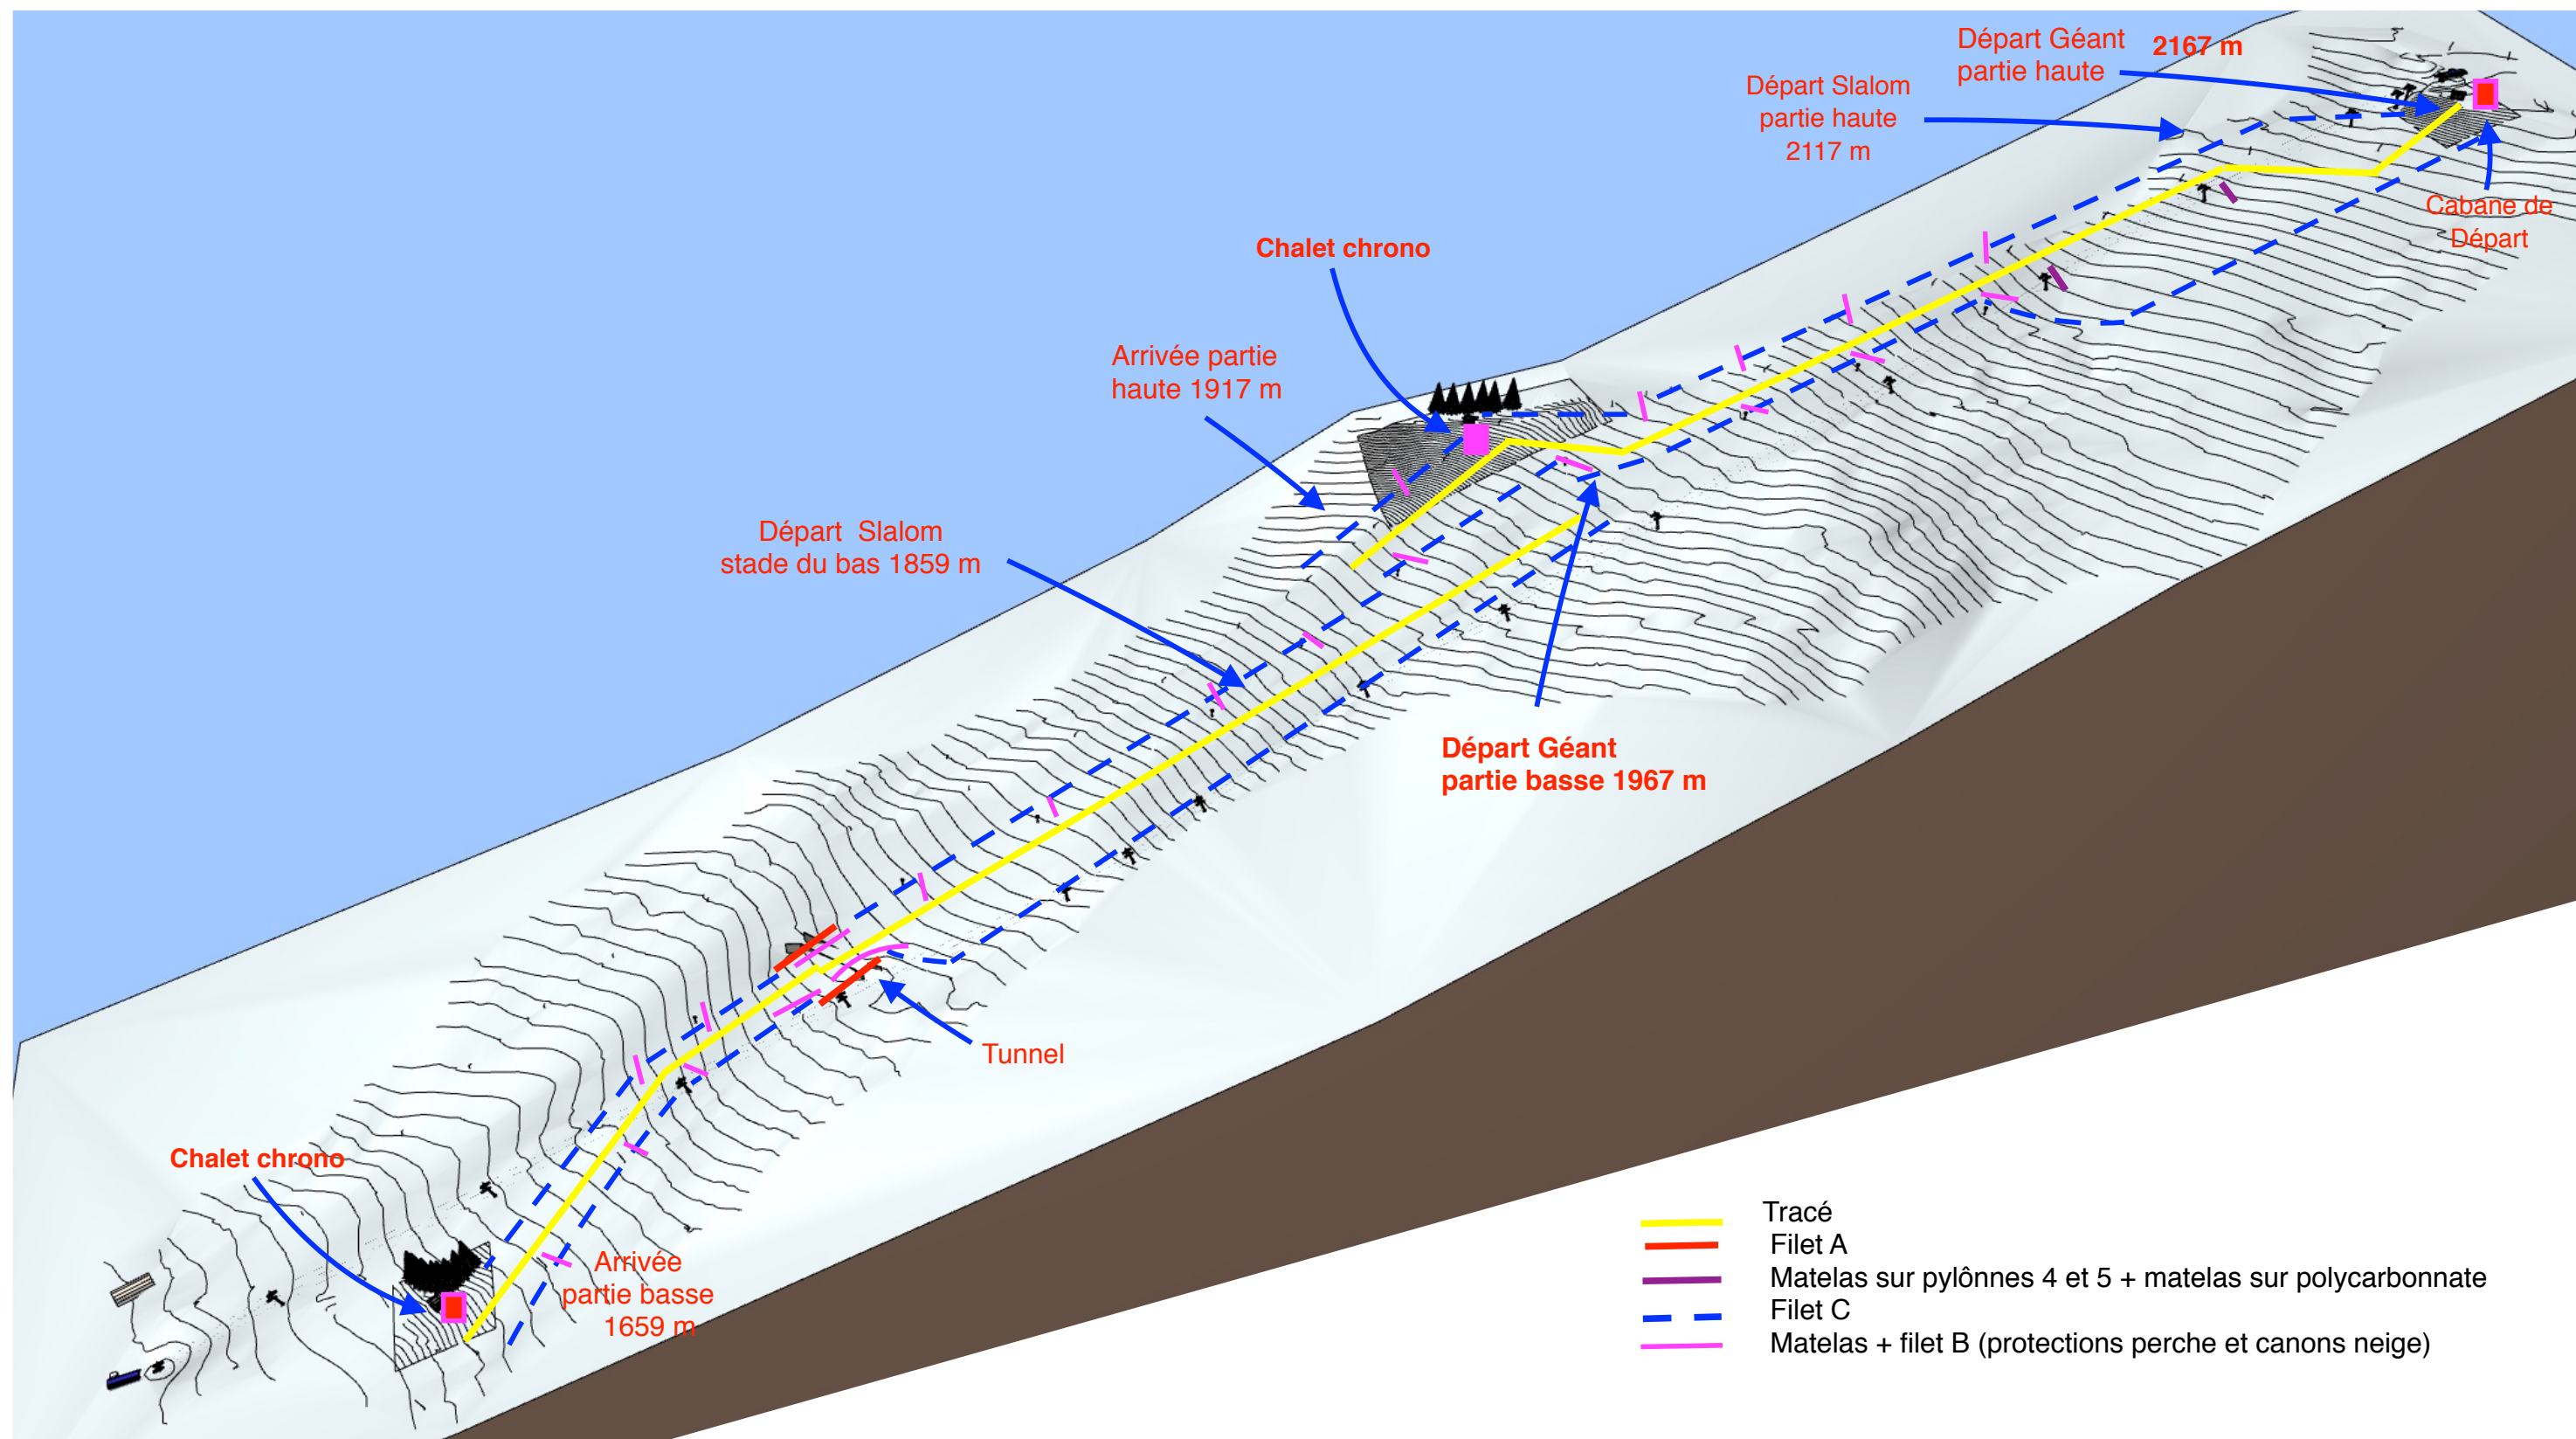 Départ Géant 2167 m
partie haute
Départ Slalom
partie haute
2117 m
Cabane de
Départ
Chalet chrono
Arrivée partie
haute 1917 m
Départ Slalom
stade du bas 1859 m
Départ Géant
partie basse 1967 m
Tunnel
Chalet chrono
Arrivée
partie basse
1659 m
Tracé
Filet A
Matelas sur pylônnes 4 et 5 + matelas sur polycarbonnate
Filet C
Matelas + filet B (protections perche et canons neige)